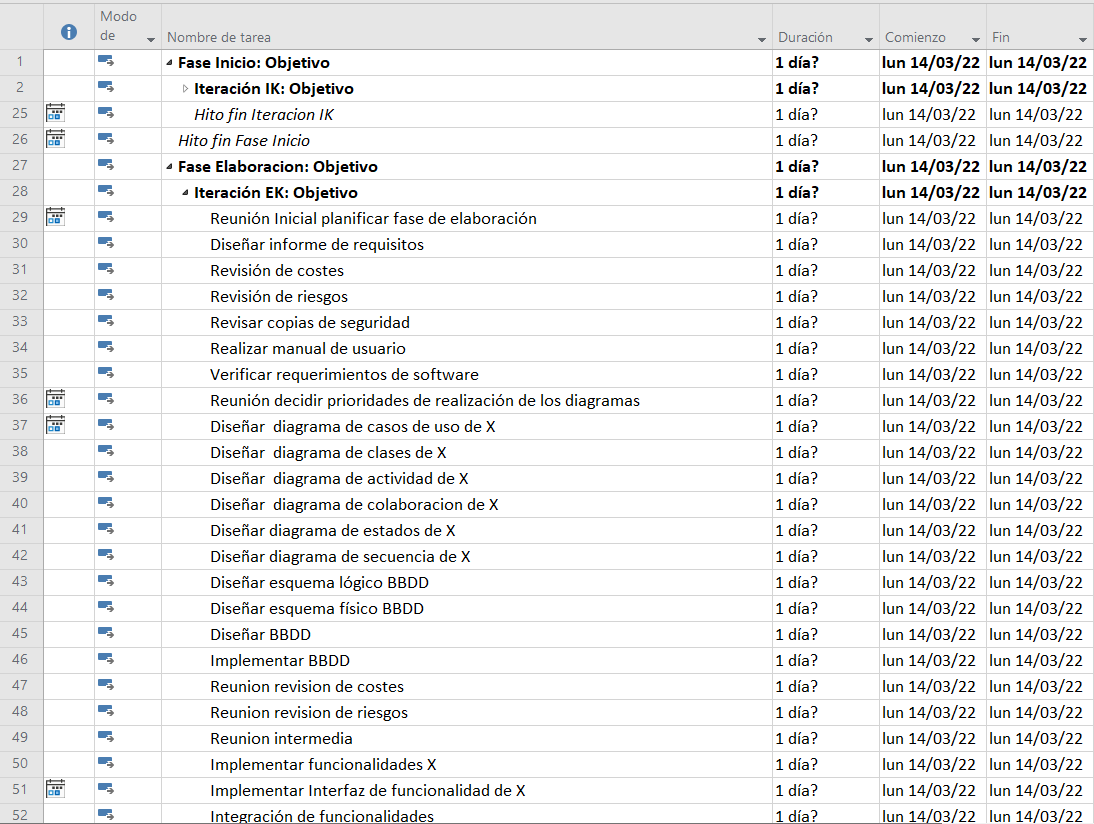 Modo de Nombre de tarea Duración Comienzo Fin
1 Fase Inicio: Objetivo 1 día? lun 14/03/22 lun 14/03/22
2 Iteración IK: Objetivo 1 día? lun 14/03/22 lun 14/03/22
25 Hito fin Iteracion IK 1 día? lun 14/03/22 lun 14/03/22
26 Hito fin Fase Inicio 1 día? lun 14/03/22 lun 14/03/22
27 Fase Elaboracion: Objetivo 1 día? lun 14/03/22 lun 14/03/22
28 Iteración EK: Objetivo 1 día? lun 14/03/22 lun 14/03/22
29 Reunión Inicial planificar fase de elaboración 1 día? lun 14/03/22 lun 14/03/22
30 Diseñar informe de requisitos 1 día? lun 14/03/22 lun 14/03/22
31 Revisión de costes 1 día? lun 14/03/22 lun 14/03/22
32 Revisión de riesgos 1 día? lun 14/03/22 lun 14/03/22
33 Revisar copias de seguridad 1 día? lun 14/03/22 lun 14/03/22
34 Realizar manual de usuario 1 día? lun 14/03/22 lun 14/03/22
35 Verificar requerimientos de software 1 día? lun 14/03/22 lun 14/03/22
36 Reunión decidir prioridades de realización de los diagramas 1 día? lun 14/03/22 lun 14/03/22
37 Diseñar diagrama de casos de uso de X 1 día? lun 14/03/22 lun 14/03/22
38 Diseñar diagrama de clases de X 1 día? lun 14/03/22 lun 14/03/22
39 Diseñar diagrama de actividad de X 1 día? lun 14/03/22 lun 14/03/22
40 Diseñar diagrama de colaboracion de X 1 día? lun 14/03/22 lun 14/03/22
41 Diseñar diagrama de estados de X 1 día? lun 14/03/22 lun 14/03/22
42 Diseñar diagrama de secuencia de X 1 día? lun 14/03/22 lun 14/03/22
43 Diseñar esquema lógico BBDD 1 día? lun 14/03/22 lun 14/03/22
44 Diseñar esquema físico BBDD 1 día? lun 14/03/22 lun 14/03/22
45 Diseñar BBDD 1 día? lun 14/03/22 lun 14/03/22
46 Implementar BBDD 1 día? lun 14/03/22 lun 14/03/22
47 Reunion revision de costes 1 día? lun 14/03/22 lun 14/03/22
48 Reunion revision de riesgos 1 día? lun 14/03/22 lun 14/03/22
49 Reunion intermedia 1 día? lun 14/03/22 lun 14/03/22
50 Implementar funcionalidades X 1 día? lun 14/03/22 lun 14/03/22
51 Implementar Interfaz de funcionalidad de X 1 día? lun 14/03/22 lun 14/03/22
52 Integración de funcionalidades 1 día? lun 14/03/22 lun 14/03/22